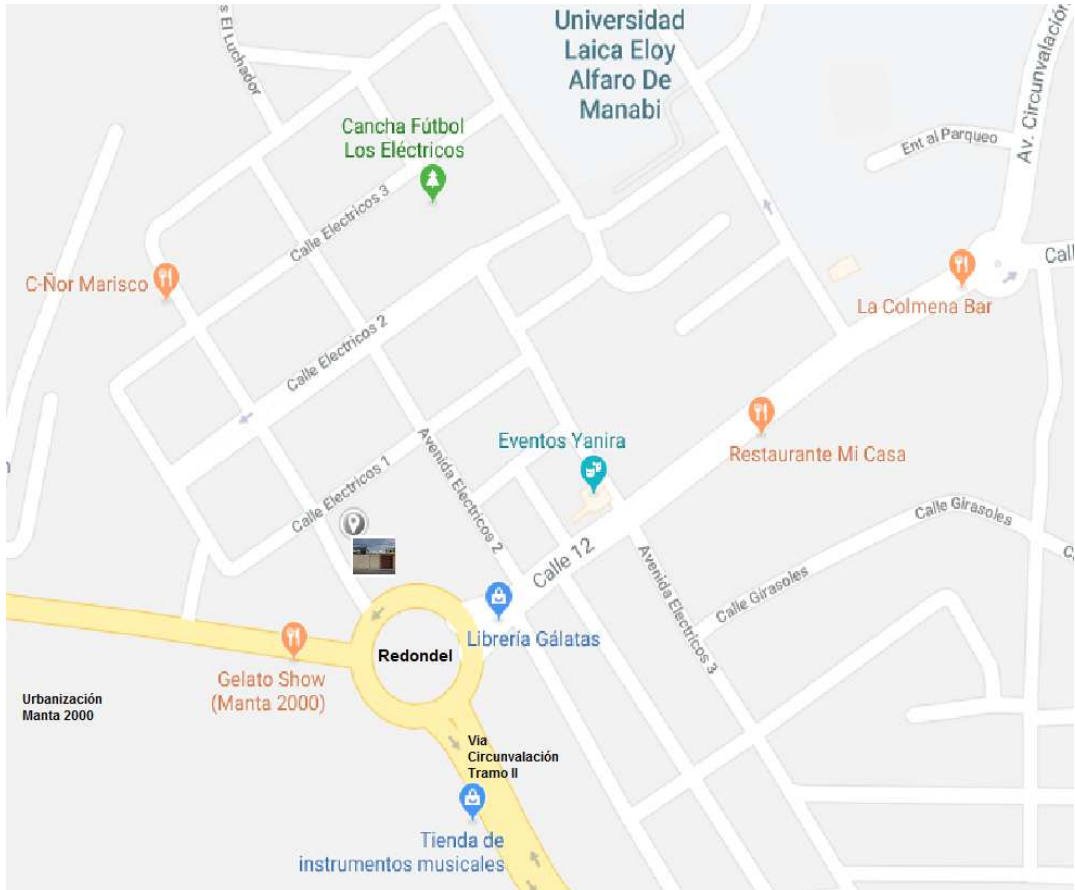 s El Luchador
Universidad
Laica Eloy
Alfaro De
Manabi
Av. Circunvalación
Cancha Fútbol
Los Eléctricos
Ent al Parqueo
Calle Electricos 3
C-Ñor Marisco
Call
La Colmena Bar
Calle Electricos 2
Eventos Yanira
Restaurante Mi Casa
Avenida Electricos 2
Calle Electricos 1
Calle Girasoles
Calle 12
Avenida Electricos 3
Calle Girasoles
C
Librería Gálatas
Redondel
Gelato Show
(Manta 2000)
Urbanización
Manta 2000
Via
Circunvalación
Tramo II
Tienda de
instrumentos musicales